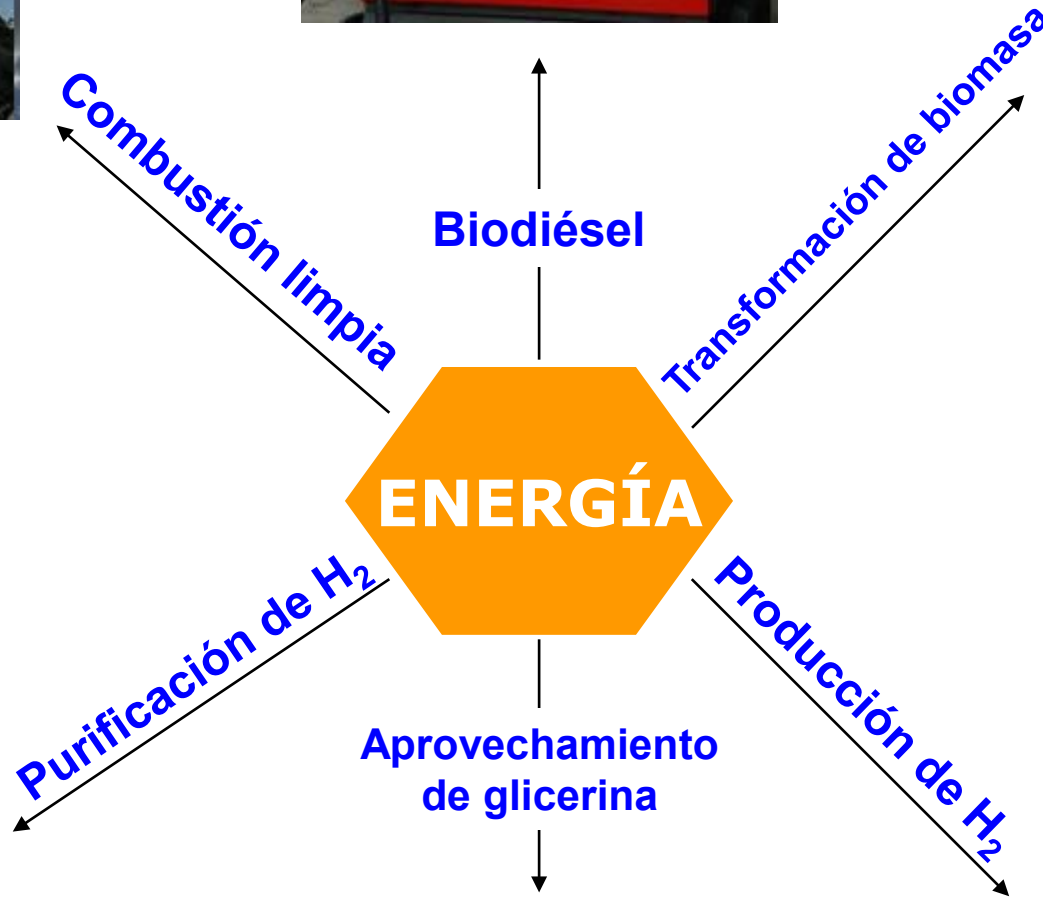 Combustión limpia
Biodiésel
Transformación de biomasa
ENERGÍA
Purificación de H₂
Aprovechamiento
de glicerina
Producción de H₂